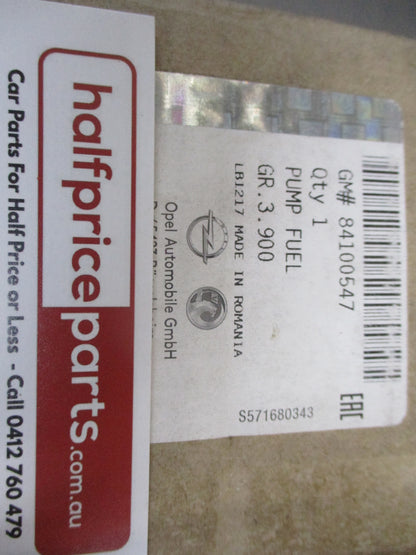 halfpriceparts.com.au
Car Parts For Half Price or Less - Call 0412 760 479
GM# 84100547
Qty 1
PUMP FUEL
GR.3.900
LB1217 MADE IN ROMANIA
Opel Automobile GmbH
EAC
S571680343